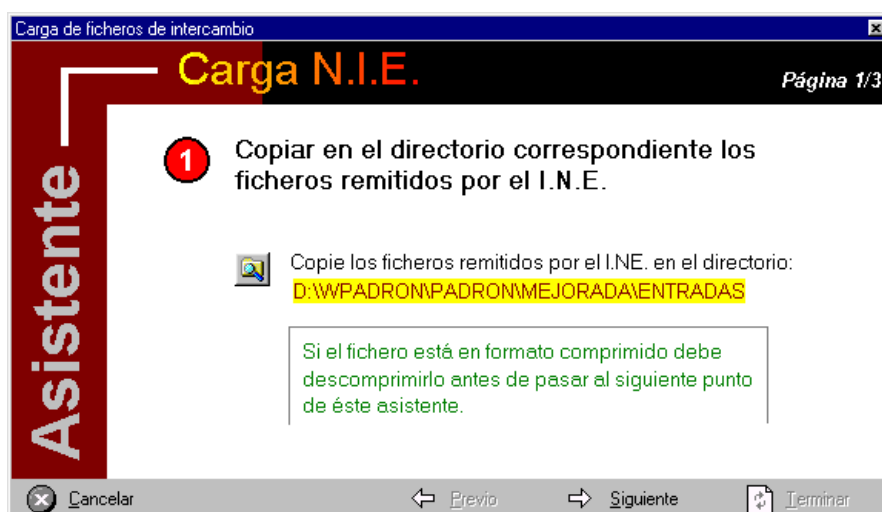 Carga de ficheros de intercambio
Carga N.I.E.
Página 1/3
Asistente
1
Copiar en el directorio correspondiente los
ficheros remitidos por el I.N.E.
Copie los ficheros remitidos por el I.NE. en el directorio:
D:\WPADRON\PADRON\MEJORADA\ENTRADAS
Si el fichero está en formato comprimido debe
descomprimirlo antes de pasar al siguiente punto
de éste asistente.
Cancelar
Previo
Siguiente
Terminar